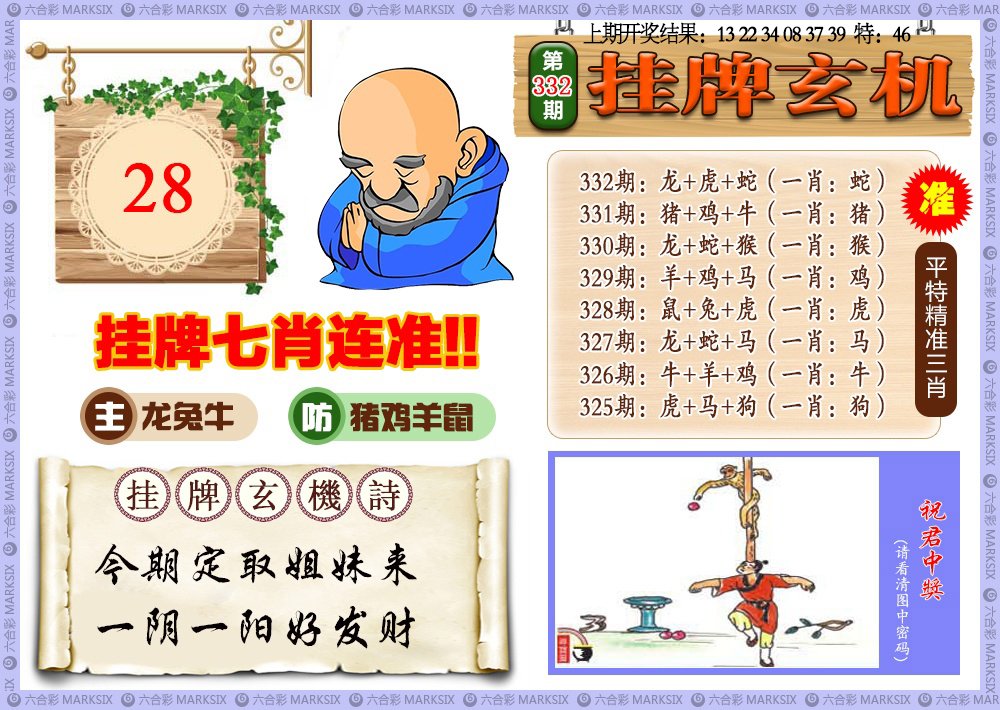 六合彩 MARKSIX
上期开奖结果：13 22 34 08 37 39 特：46
第332期
挂牌玄机
28
挂牌七肖连准!!
主 龙兔牛
防 猪鸡羊鼠
挂牌玄機詩
今期定取姐妹来
一阴一阳好发财
332期：龙+虎+蛇（一肖：蛇）
331期：猪+鸡+牛（一肖：猪）
330期：龙+蛇+猴（一肖：猴）
329期：羊+鸡+马（一肖：鸡）
328期：鼠+兔+虎（一肖：虎）
327期：龙+蛇+马（一肖：马）
326期：牛+羊+鸡（一肖：牛）
325期：虎+马+狗（一肖：狗）
准
平特精准三肖
祝君中獎
（请看清图中密码）